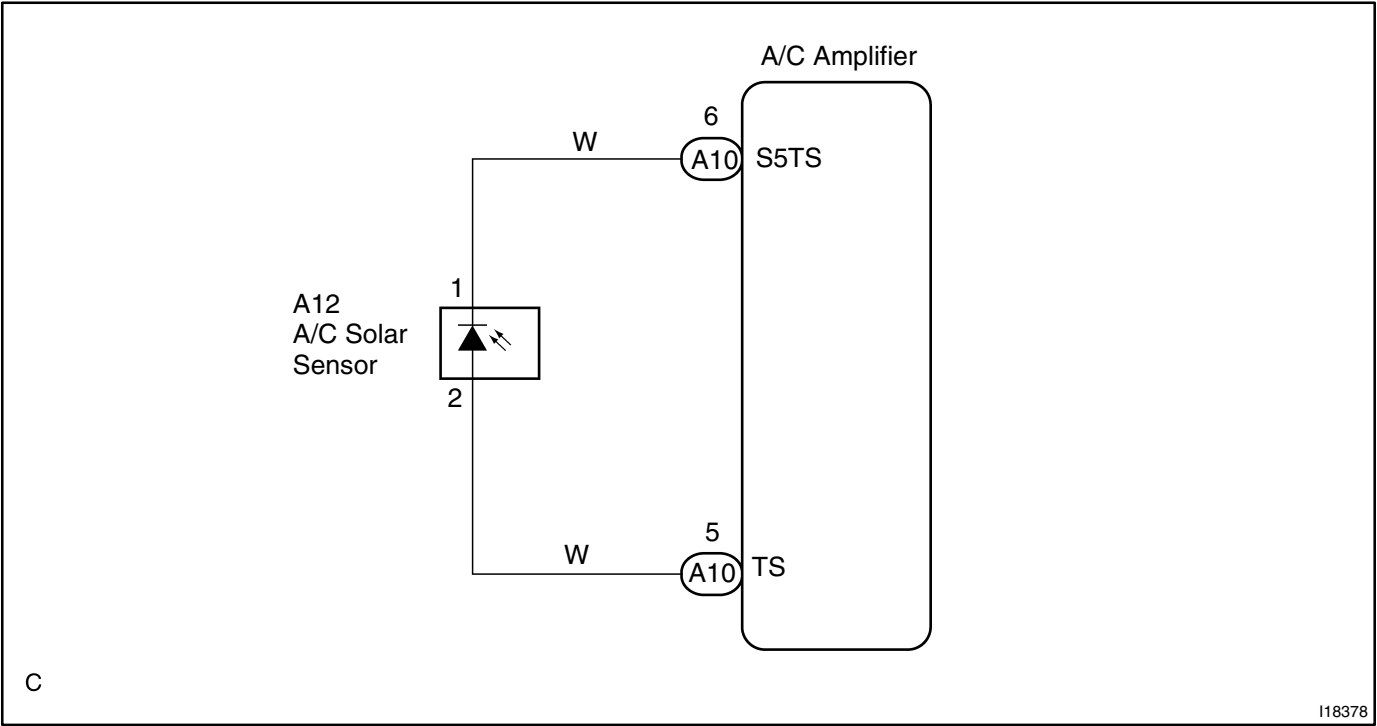 A/C Amplifier
6
W
A10
S5TS
1
A12
A/C Solar
Sensor
2
5
W
A10
TS
C
I18378